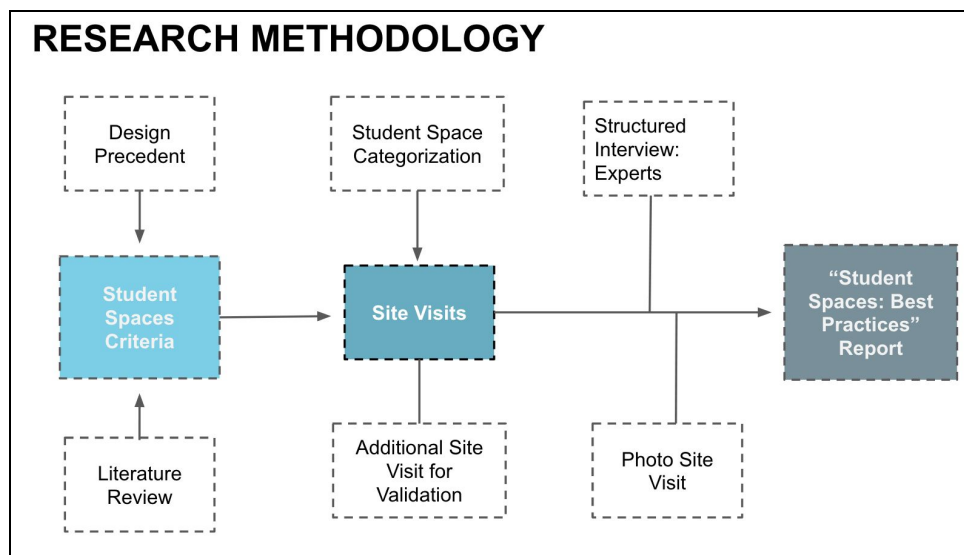 RESEARCH METHODOLOGY
Design
Precedent
Student Space
Categorization
Structured
Interview:
Experts
Student
Spaces
Criteria
Site Visits
“Student
Spaces: Best
Practices”
Report
Literature
Review
Additional Site
Visit for
Validation
Photo Site
Visit